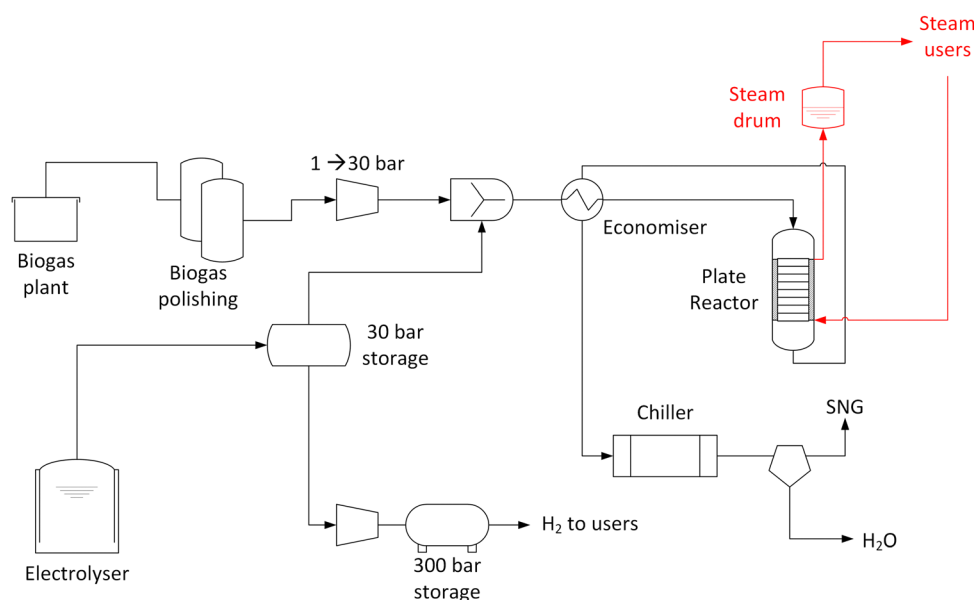 Steam
users
Steam
drum
1 →30 bar
Economiser
Biogas
plant
Biogas
polishing
Plate
Reactor
30 bar
storage
Chiller
SNG
H₂ to users
H₂O
Electrolyser
300 bar
storage